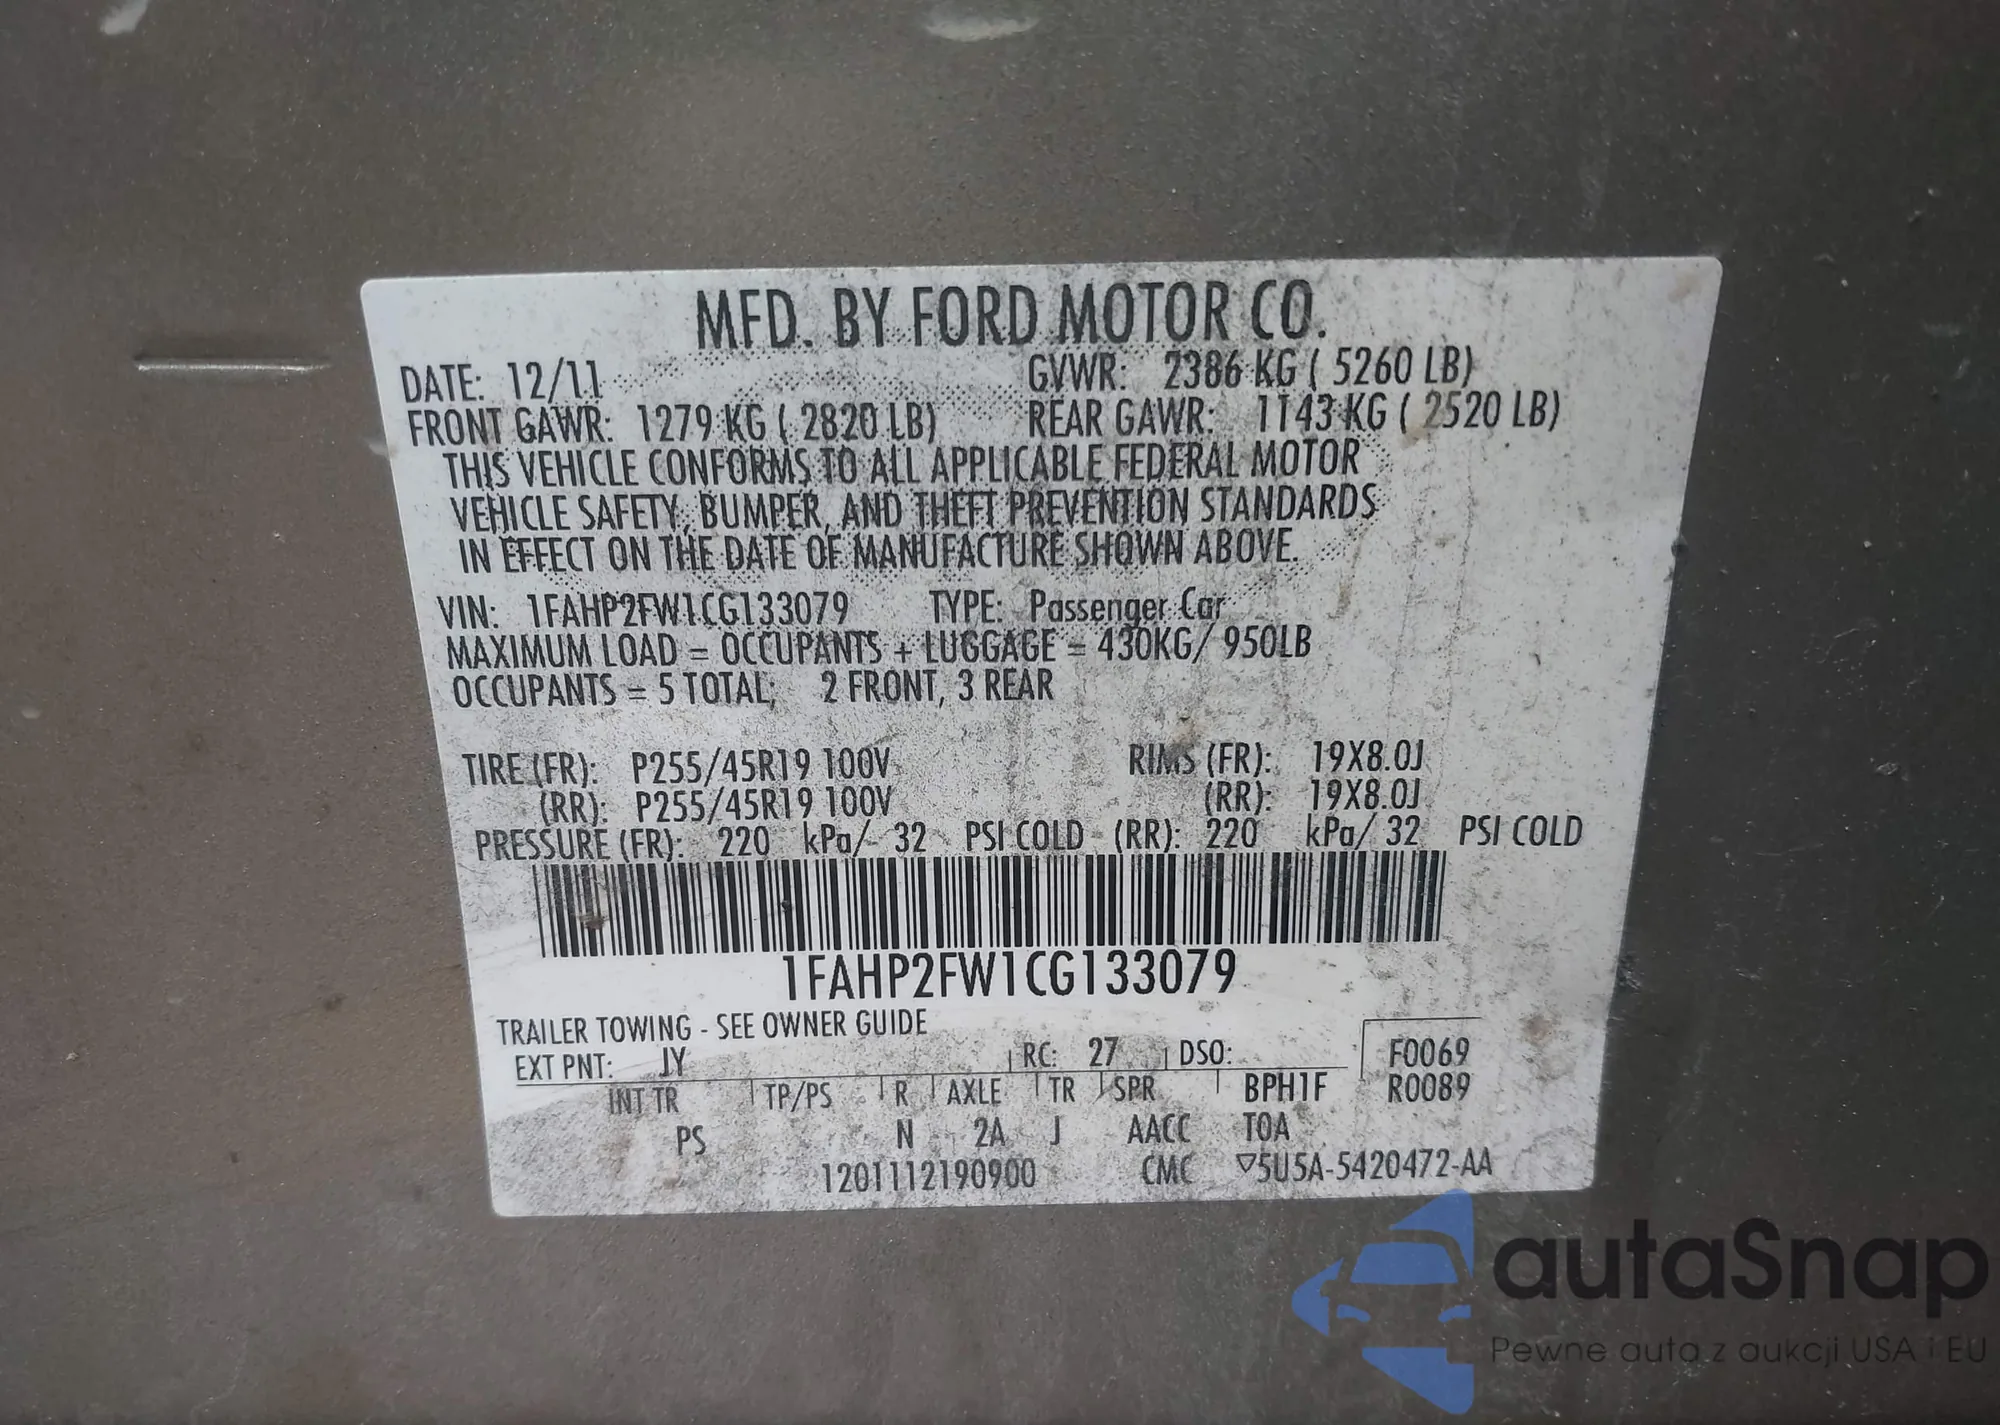 MFD. BY FORD MOTOR CO.
DATE: 12/11 GVWR: 2386 KG ( 5260 LB)
FRONT GAWR: 1279 KG ( 2820 LB) REAR GAWR: 1143 KG ( 2520 LB)
THIS VEHICLE CONFORMS TO ALL APPLICABLE FEDERAL MOTOR
VEHICLE SAFETY, BUMPER, AND THEFT PREVENTION STANDARDS
IN EFFECT ON THE DATE OF MANUFACTURE SHOWN ABOVE.
VIN: 1FAHP2FW1CG133079 TYPE: Passenger Car
MAXIMUM LOAD = OCCUPANTS + LUGGAGE = 430KG/ 950LB
OCCUPANTS = 5 TOTAL; 2 FRONT, 3 REAR
TIRE (FR): P255/45R19 100V RIMS (FR): 19X8.0J
(RR): P255/45R19 100V (RR): 19X8.0J
PRESSURE (FR): 220 kPa/ 32 PSI COLD (RR): 220 kPa/ 32 PSI COLD
1FAHP2FW1CG133079
TRAILER TOWING - SEE OWNER GUIDE
EXT PNT: JY RC: 27 DSO: F0069
INT TR TP/PS R AXLE TR SPR BPH1F R0089
PS N 2A J AACC TOA
1201112190900 CMC ▽5U5A-5420472-AA
autaSnap
Pewne auta z aukcji USA i EU